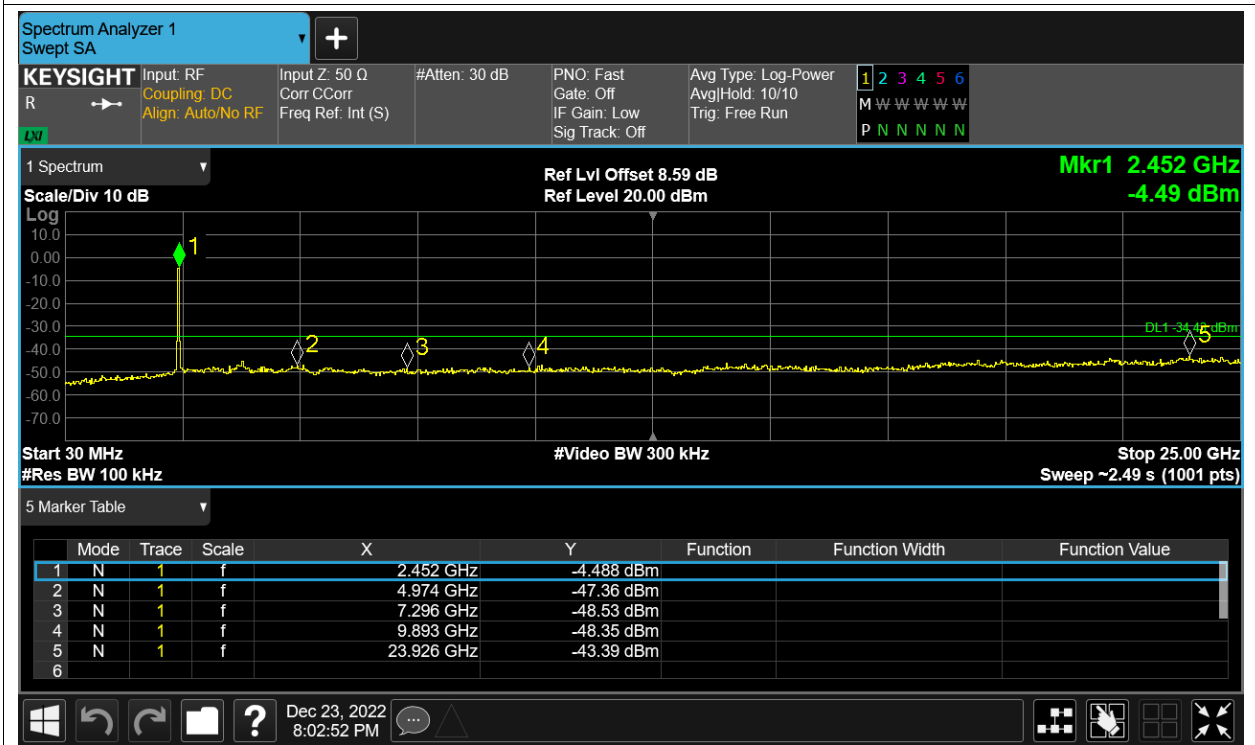 Spectrum Analyzer 1
Swept SA
+
KEYSIGHT
R
LXI
Input: RF
Coupling: DC
Align: Auto/No RF
Input Z: 50 Ω
Corr CCorr
Freq Ref: Int (S)
#Atten: 30 dB
PNO: Fast
Gate: Off
IF Gain: Low
Sig Track: Off
Avg Type: Log-Power
Avg|Hold: 10/10
Trig: Free Run
1 2 3 4 5 6
M W W W W W
P N N N N N
1 Spectrum
Scale/Div 10 dB
Ref Lvl Offset 8.59 dB
Ref Level 20.00 dBm
Mkr1 2.452 GHz
-4.49 dBm
Log
10.0
0.00
-10.0
-20.0
-30.0
-40.0
-50.0
-60.0
-70.0
1
2
3
4
5
Start 30 MHz
#Res BW 100 kHz
#Video BW 300 kHz
Stop 25.00 GHz
Sweep ~2.49 s (1001 pts)
5 Marker Table
Mode Trace Scale X Y Function Function Width Function Value
1 N 1 f 2.452 GHz -4.488 dBm
2 N 1 f 4.974 GHz -47.36 dBm
3 N 1 f 7.296 GHz -48.53 dBm
4 N 1 f 9.893 GHz -48.35 dBm
5 N 1 f 23.926 GHz -43.39 dBm
6
?
Dec 23, 2022
8:02:52 PM